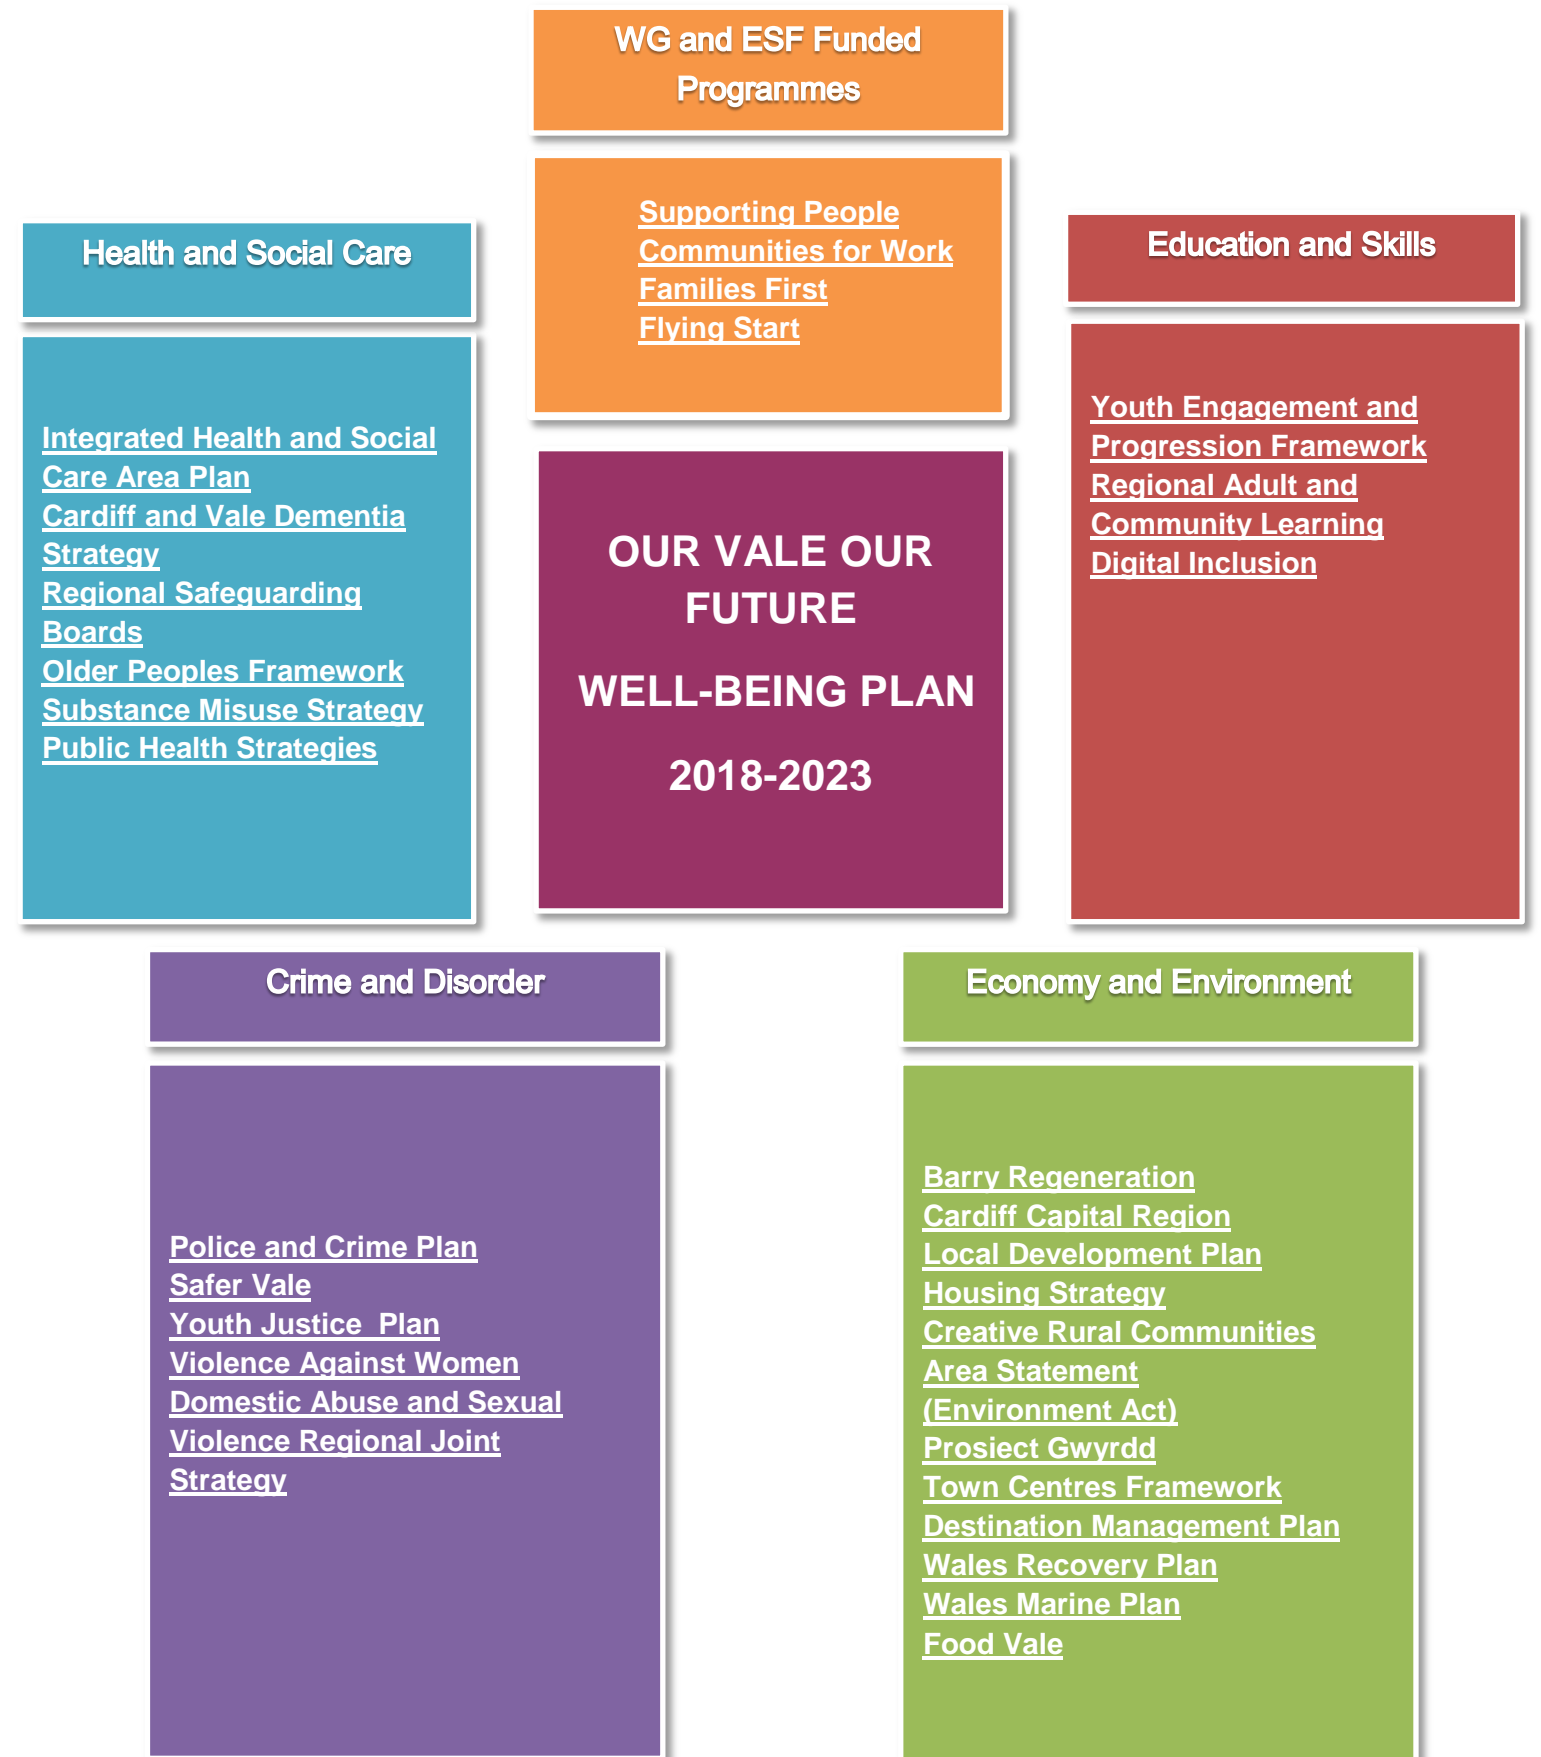 WG and ESF Funded
Programmes
Supporting People
Communities for Work
Families First
Flying Start
Health and Social Care
Integrated Health and Social
Care Area Plan
Cardiff and Vale Dementia
Strategy
Regional Safeguarding
Boards
Older Peoples Framework
Substance Misuse Strategy
Public Health Strategies
OUR VALE OUR
FUTURE
WELL-BEING PLAN
2018-2023
Education and Skills
Youth Engagement and
Progression Framework
Regional Adult and
Community Learning
Digital Inclusion
Crime and Disorder
Police and Crime Plan
Safer Vale
Youth Justice  Plan
Violence Against Women
Domestic Abuse and Sexual
Violence Regional Joint
Strategy
Economy and Environment
Barry Regeneration
Cardiff Capital Region
Local Development Plan
Housing Strategy
Creative Rural Communities
Area Statement
(Environment Act)
Prosiect Gwyrdd
Town Centres Framework
Destination Management Plan
Wales Recovery Plan
Wales Marine Plan
Food Vale